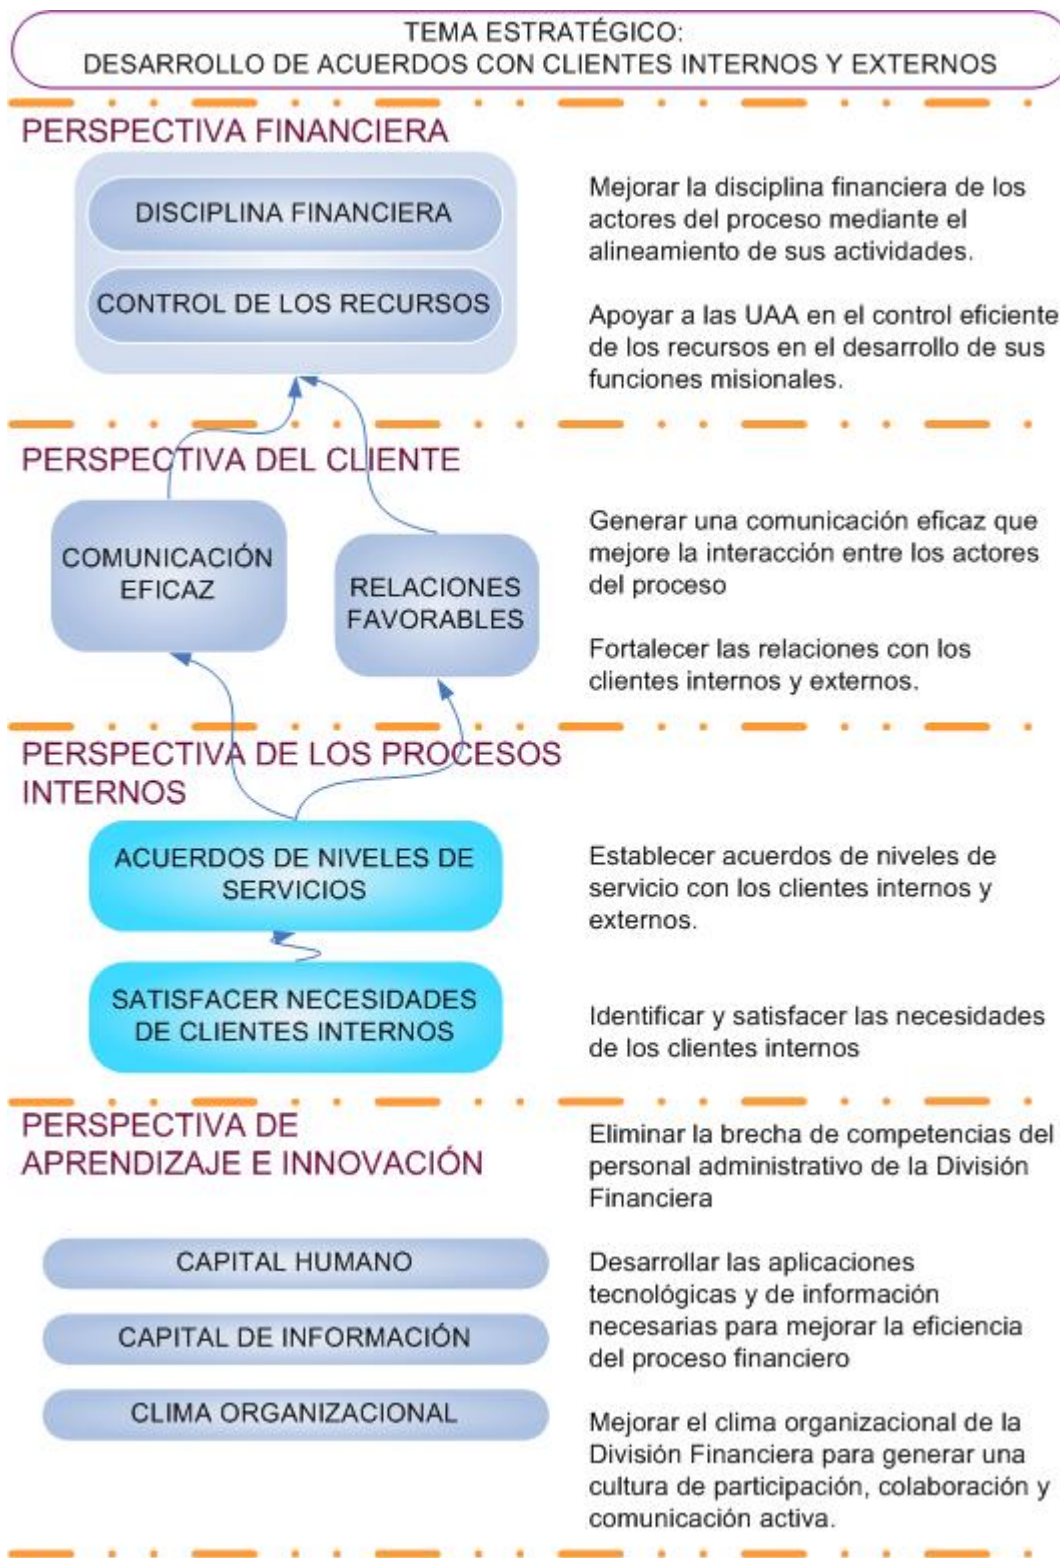 TEMA ESTRATÉGICO:
DESARROLLO DE ACUERDOS CON CLIENTES INTERNOS Y EXTERNOS
PERSPECTIVA FINANCIERA
DISCIPLINA FINANCIERA
CONTROL DE LOS RECURSOS
Mejorar la disciplina financiera de los
actores del proceso mediante el
alineamiento de sus actividades.
Apoyar a las UAA en el control eficiente
de los recursos en el desarrollo de sus
funciones misionales.
PERSPECTIVA DEL CLIENTE
COMUNICACIÓN
EFICAZ
RELACIONES
FAVORABLES
Generar una comunicación eficaz que
mejore la interacción entre los actores
del proceso
Fortalecer las relaciones con los
clientes internos y externos.
PERSPECTIVA DE LOS PROCESOS
INTERNOS
ACUERDOS DE NIVELES DE
SERVICIOS
Establecer acuerdos de niveles de
servicio con los clientes internos y
externos.
SATISFACER NECESIDADES
DE CLIENTES INTERNOS
Identificar y satisfacer las necesidades
de los clientes internos
PERSPECTIVA DE
APRENDIZAJE E INNOVACIÓN
CAPITAL HUMANO
CAPITAL DE INFORMACIÓN
CLIMA ORGANIZACIONAL
Eliminar la brecha de competencias del
personal administrativo de la División
Financiera
Desarrollar las aplicaciones
tecnológicas y de información
necesarias para mejorar la eficiencia
del proceso financiero
Mejorar el clima organizacional de la
División Financiera para generar una
cultura de participación, colaboración y
comunicación activa.